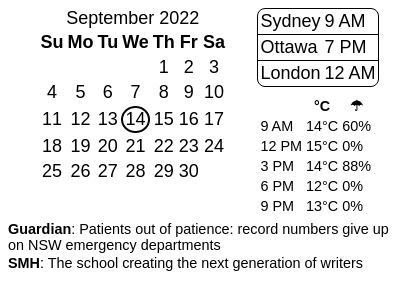 September 2022
Su Mo Tu We Th Fr Sa
1 2 3
4 5 6 7 8 9 10
11 12 13 14 15 16 17
18 19 20 21 22 23 24
25 26 27 28 29 30
Sydney 9 AM
Ottawa 7 PM
London 12 AM
°C ☂
9 AM 14°C 60%
12 PM 15°C 0%
3 PM 14°C 88%
6 PM 12°C 0%
9 PM 13°C 0%
Guardian: Patients out of patience: record numbers give up
on NSW emergency departments
SMH: The school creating the next generation of writers